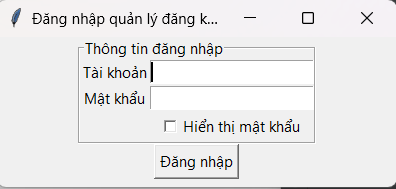 Đăng nhập quản lý đăng k...
Thông tin đăng nhập
Tài khoản
Mật khẩu
Hiển thị mật khẩu
Đăng nhập